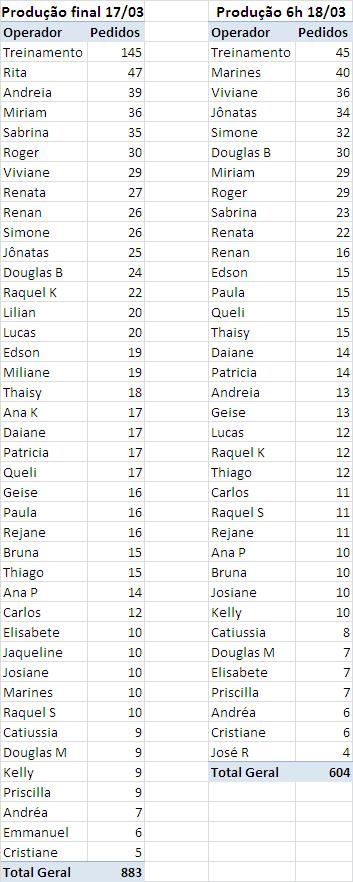 Produção final 17/03 Produção 6h 18/03
Operador Pedidos Operador Pedidos
Treinamento 145 Treinamento 45
Rita 47 Marines 40
Andreia 39 Viviane 36
Miriam 36 Jônatas 34
Sabrina 35 Simone 32
Roger 30 Douglas B 30
Viviane 29 Miriam 29
Renata 27 Roger 29
Renan 26 Sabrina 23
Simone 26 Renata 22
Jônatas 25 Renan 16
Douglas B 24 Edson 15
Raquel K 22 Paula 15
Lilian 20 Queli 15
Lucas 20 Thaisy 15
Edson 19 Daiane 14
Miliane 19 Patricia 14
Thaisy 18 Andreia 13
Ana K 17 Geise 13
Daiane 17 Lucas 12
Patricia 17 Raquel K 12
Queli 17 Thiago 12
Geise 16 Carlos 11
Paula 16 Raquel S 11
Rejane 16 Rejane 11
Bruna 15 Ana P 10
Thiago 15 Bruna 10
Ana P 14 Josiane 10
Carlos 12 Kelly 10
Elisabete 10 Catiussia 8
Jaqueline 10 Douglas M 7
Josiane 10 Elisabete 7
Marines 10 Priscilla 7
Raquel S 10 Andréa 6
Catiussia 9 Cristiane 6
Douglas M 9 José R 4
Kelly 9 Total Geral 604
Priscilla 9
Andréa 7
Emmanuel 6
Cristiane 5
Total Geral 883